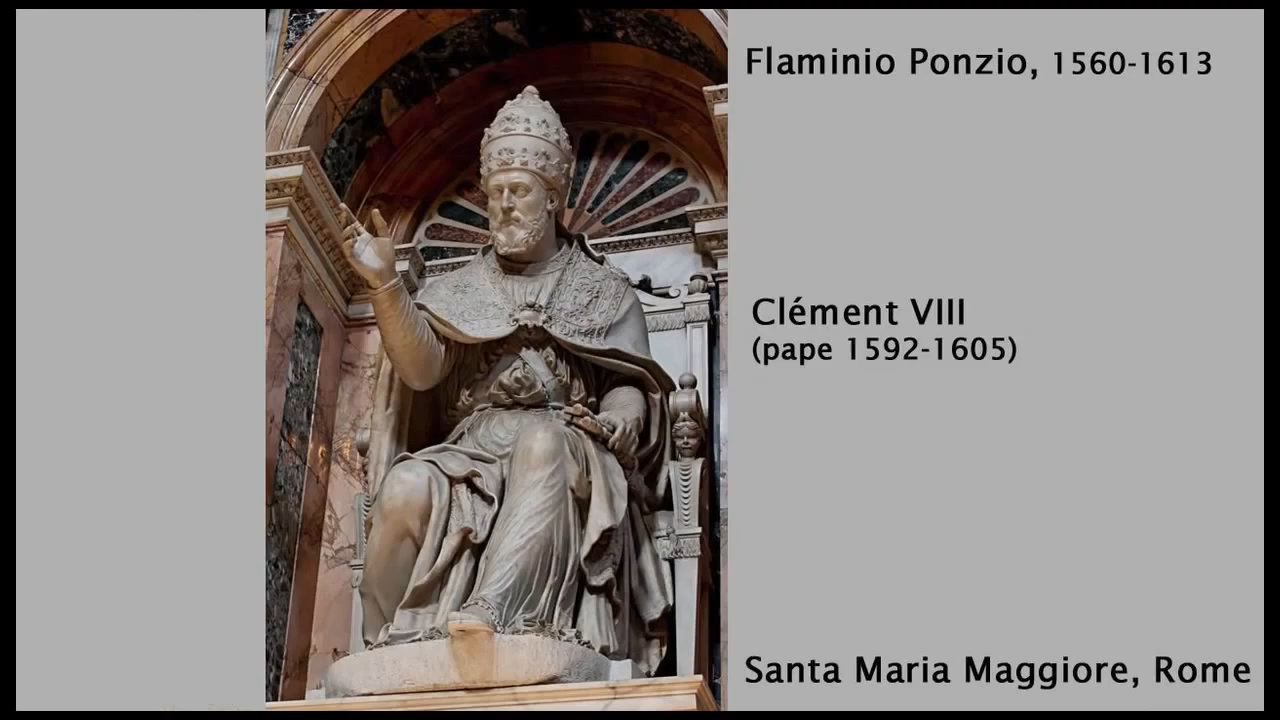 Flaminio Ponzio, 1560-1613
Clément VIII
(pape 1592-1605)
Santa Maria Maggiore, Rome